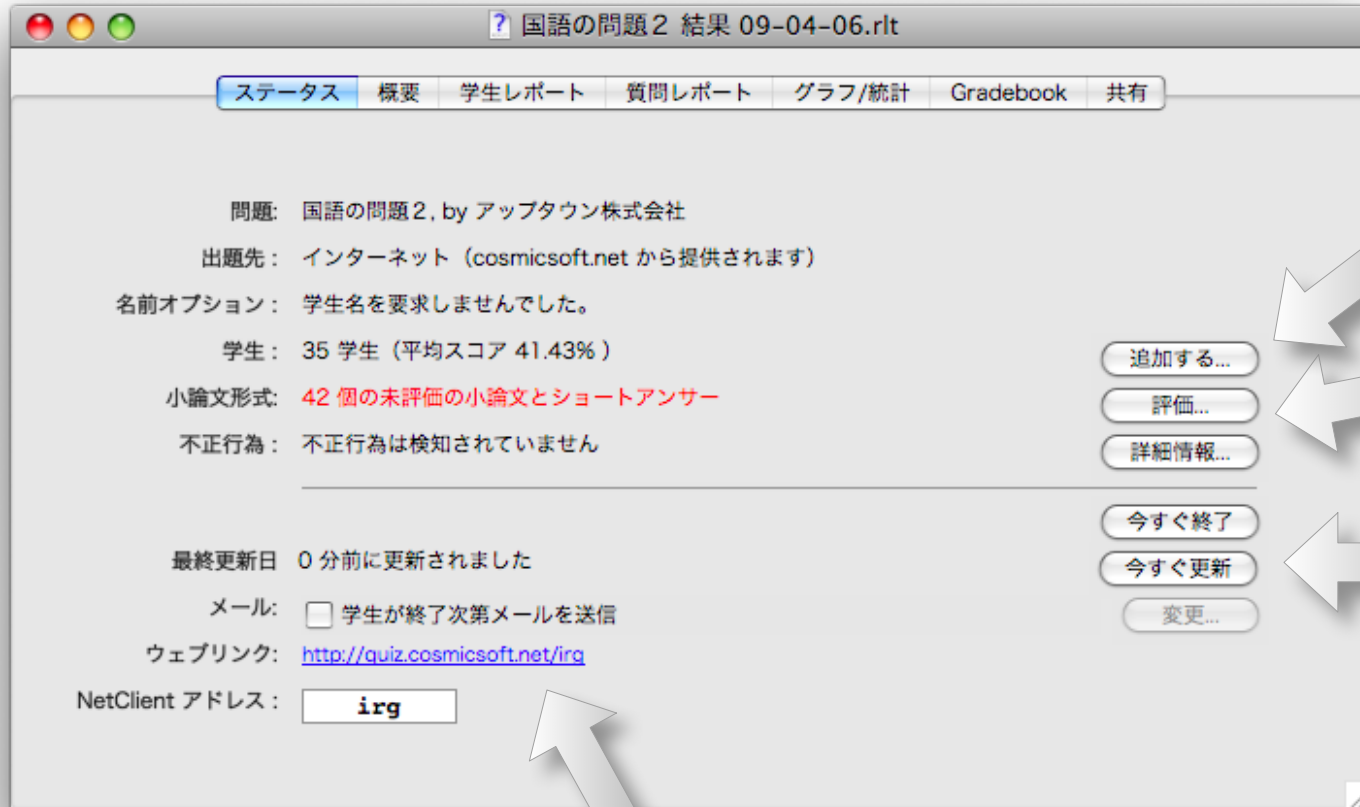 国語の問題２ 結果 09-04-06.rlt
ステータス 概要 学生レポート 質問レポート グラフ/統計 Gradebook 共有
問題: 国語の問題２, by アップタウン株式会社
出題先： インターネット（cosmicsoft.net から提供されます）
名前オプション： 学生名を要求しませんでした。
学生： 35 学生（平均スコア 41.43% ） 追加する...
小論文形式: 42 個の未評価の小論文とショートアンサー 評価...
不正行為： 不正行為は検知されていません 詳細情報...
今すぐ終了
最終更新日 0 分前に更新されました 今すぐ更新
メール: 学生が終了次第メールを送信 変更...
ウェブリンク: http://quiz.cosmicsoft.net/irg
NetClient アドレス： irg